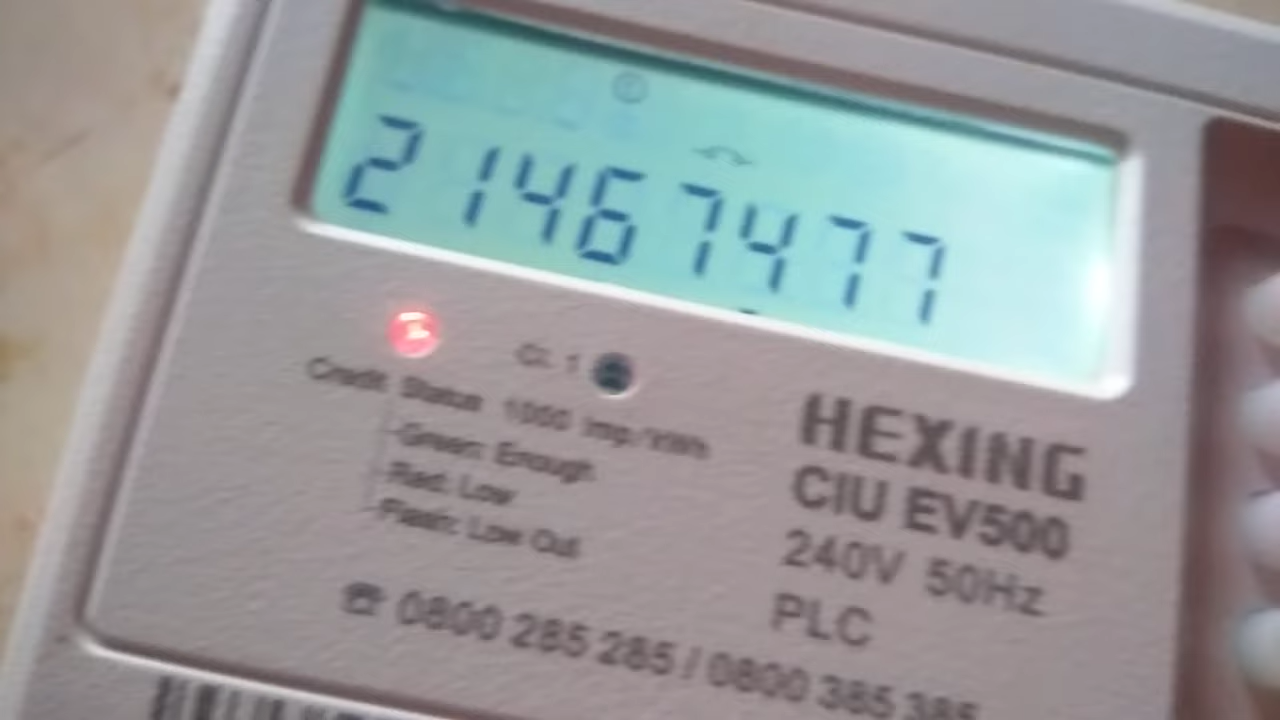 21467477
Cl. 1
Credit Status 1000 imp/kWh
Green: Enough
Red: Low
Flash: Low Out
HEXING
CIU EV500
240V 50Hz
PLC
☎ 0800 285 285 / 0800 385 385